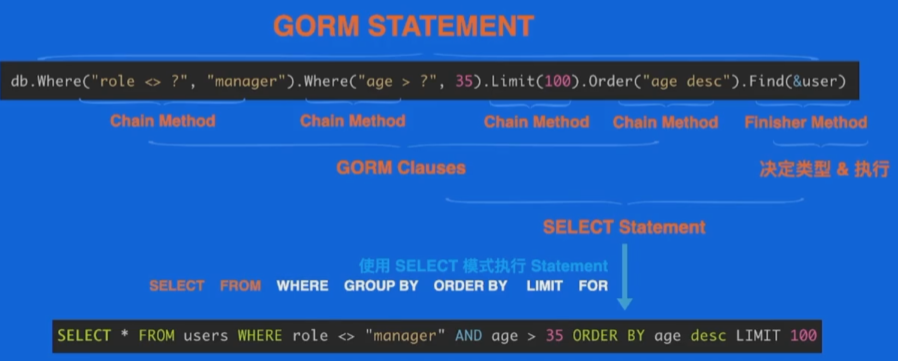 GORM STATEMENT
db.Where("role <> ?", "manager").Where("age > ?", 35).Limit(100).Order("age desc").Find(&user)
Chain Method Chain Method Chain Method Chain Method Finisher Method
GORM Clauses 决定类型 & 执行
SELECT Statement
使用 SELECT 模式执行 Statement
SELECT FROM WHERE GROUP BY ORDER BY LIMIT FOR
SELECT * FROM users WHERE role <> "manager" AND age > 35 ORDER BY age desc LIMIT 100